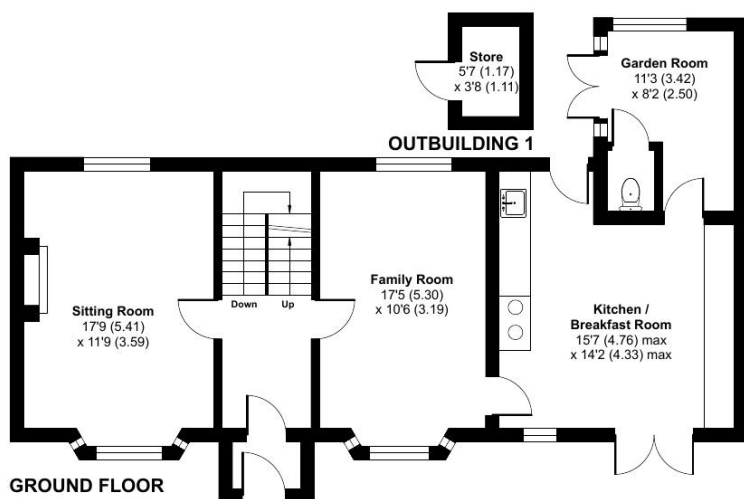 Store
5'7 (1.17)
x 3'8 (1.11)
OUTBUILDING 1
Garden Room
11'3 (3.42)
x 8'2 (2.50)
Sitting Room
17'9 (5.41)
x 11'9 (3.59)
Down
Up
Family Room
17'5 (5.30)
x 10'6 (3.19)
Kitchen /
Breakfast Room
15'7 (4.76) max
x 14'2 (4.33) max
GROUND FLOOR